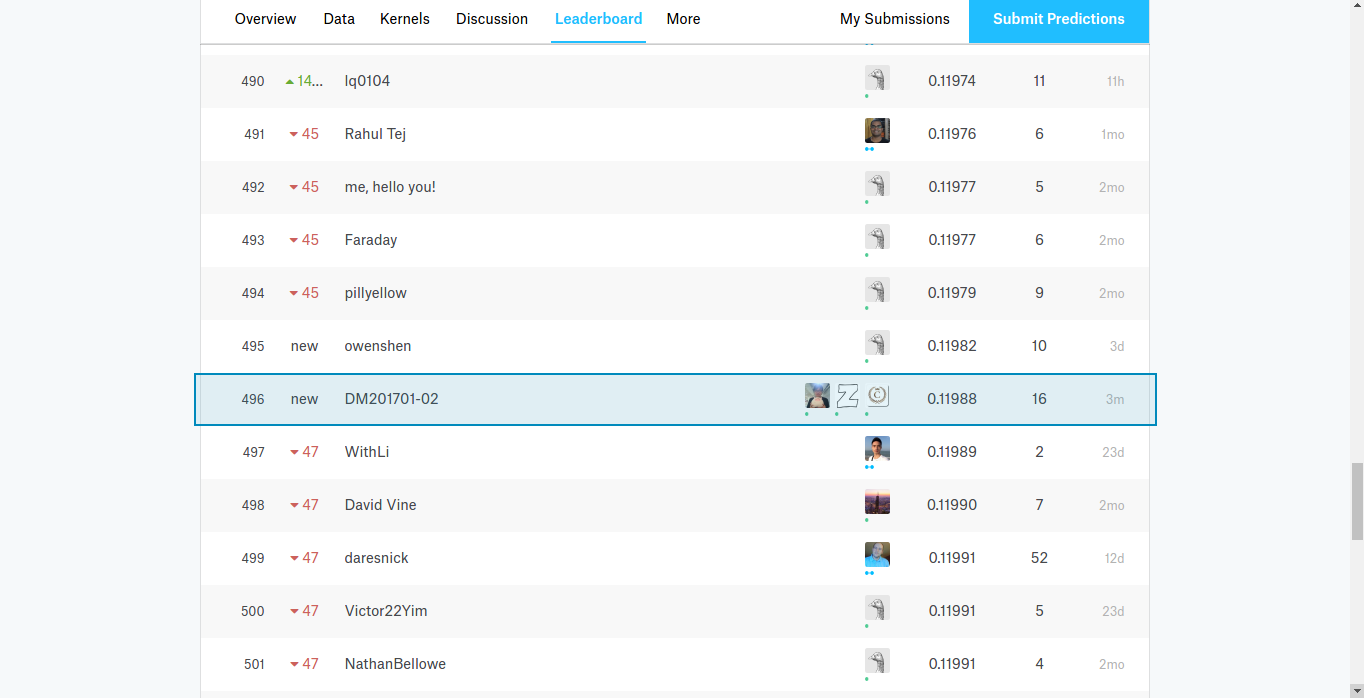 Overview Data Kernels Discussion Leaderboard More My Submissions Submit Predictions
490 14... lq0104 0.11974 11 11h
491 45 Rahul Tej 0.11976 6 1mo
492 45 me, hello you! 0.11977 5 2mo
493 45 Faraday 0.11977 6 2mo
494 45 pillyellow 0.11979 9 2mo
495 new owenshen 0.11982 10 3d
496 new DM201701-02 0.11988 16 3m
497 47 WithLi 0.11989 2 23d
498 47 David Vine 0.11990 7 2mo
499 47 daresnick 0.11991 52 12d
500 47 Victor22Yim 0.11991 5 23d
501 47 NathanBellowe 0.11991 4 2mo